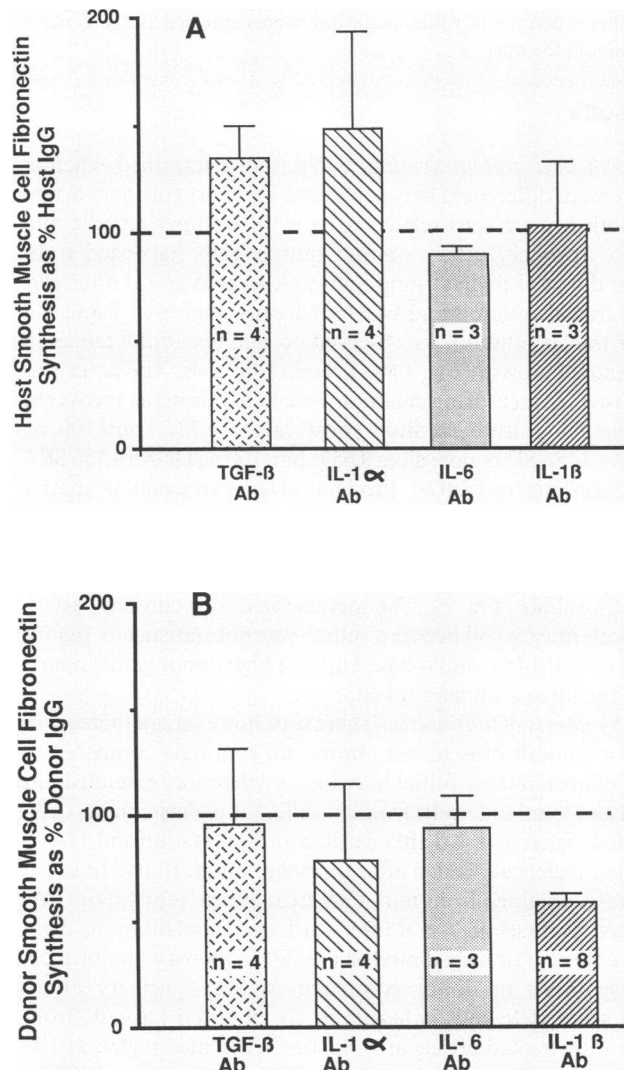 200
A
Host Smooth Muscle Cell Fibronectin
Synthesis as % Host IgG
100
n = 4
n = 4
n = 3
n = 3
0
TGF-ß
Ab
IL-1 α
Ab
IL-6
Ab
IL-1ß
Ab
200
B
Donor Smooth Muscle Cell Fibronectin
Synthesis as % Donor IgG
100
n = 4
n = 4
n = 3
n = 8
0
TGF-ß
Ab
IL-1 α
Ab
IL- 6
Ab
IL-1 ß
Ab